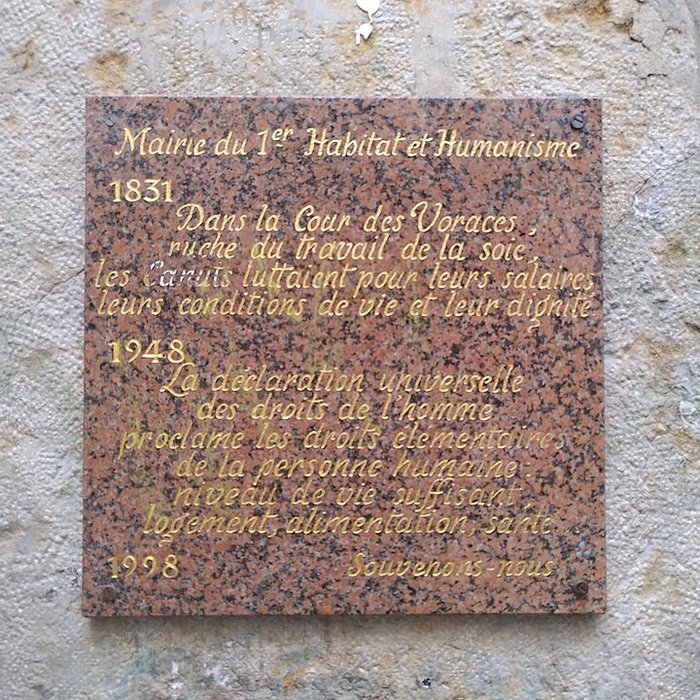 Mairie du 1er Habitat et Humanisme
1831
Dans la Cour des Voraces,
ruche du travail de la soie,
les Canuts luttaient pour leurs salaires
leurs conditions de vie et leur dignité
1948
La déclaration universelle
des droits de l'homme
proclame les droits elementaires
de la personne humaine :
niveau de vie suffisant,
logement, alimentation, santé
1998 Souvenons-nous